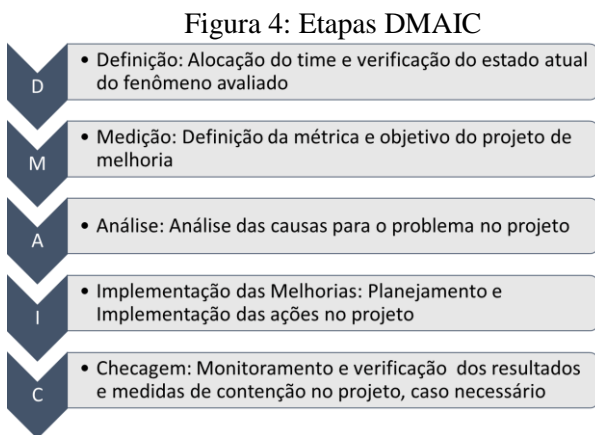 Figura 4: Etapas DMAIC
D
• Definição: Alocação do time e verificação do estado atual
do fenômeno avaliado
M
• Medição: Definição da métrica e objetivo do projeto de
melhoria
A
• Análise: Análise das causas para o problema no projeto
I
• Implementação das Melhorias: Planejamento e
Implementação das ações no projeto
C
• Checagem: Monitoramento e verificação dos resultados
e medidas de contenção no projeto, caso necessário